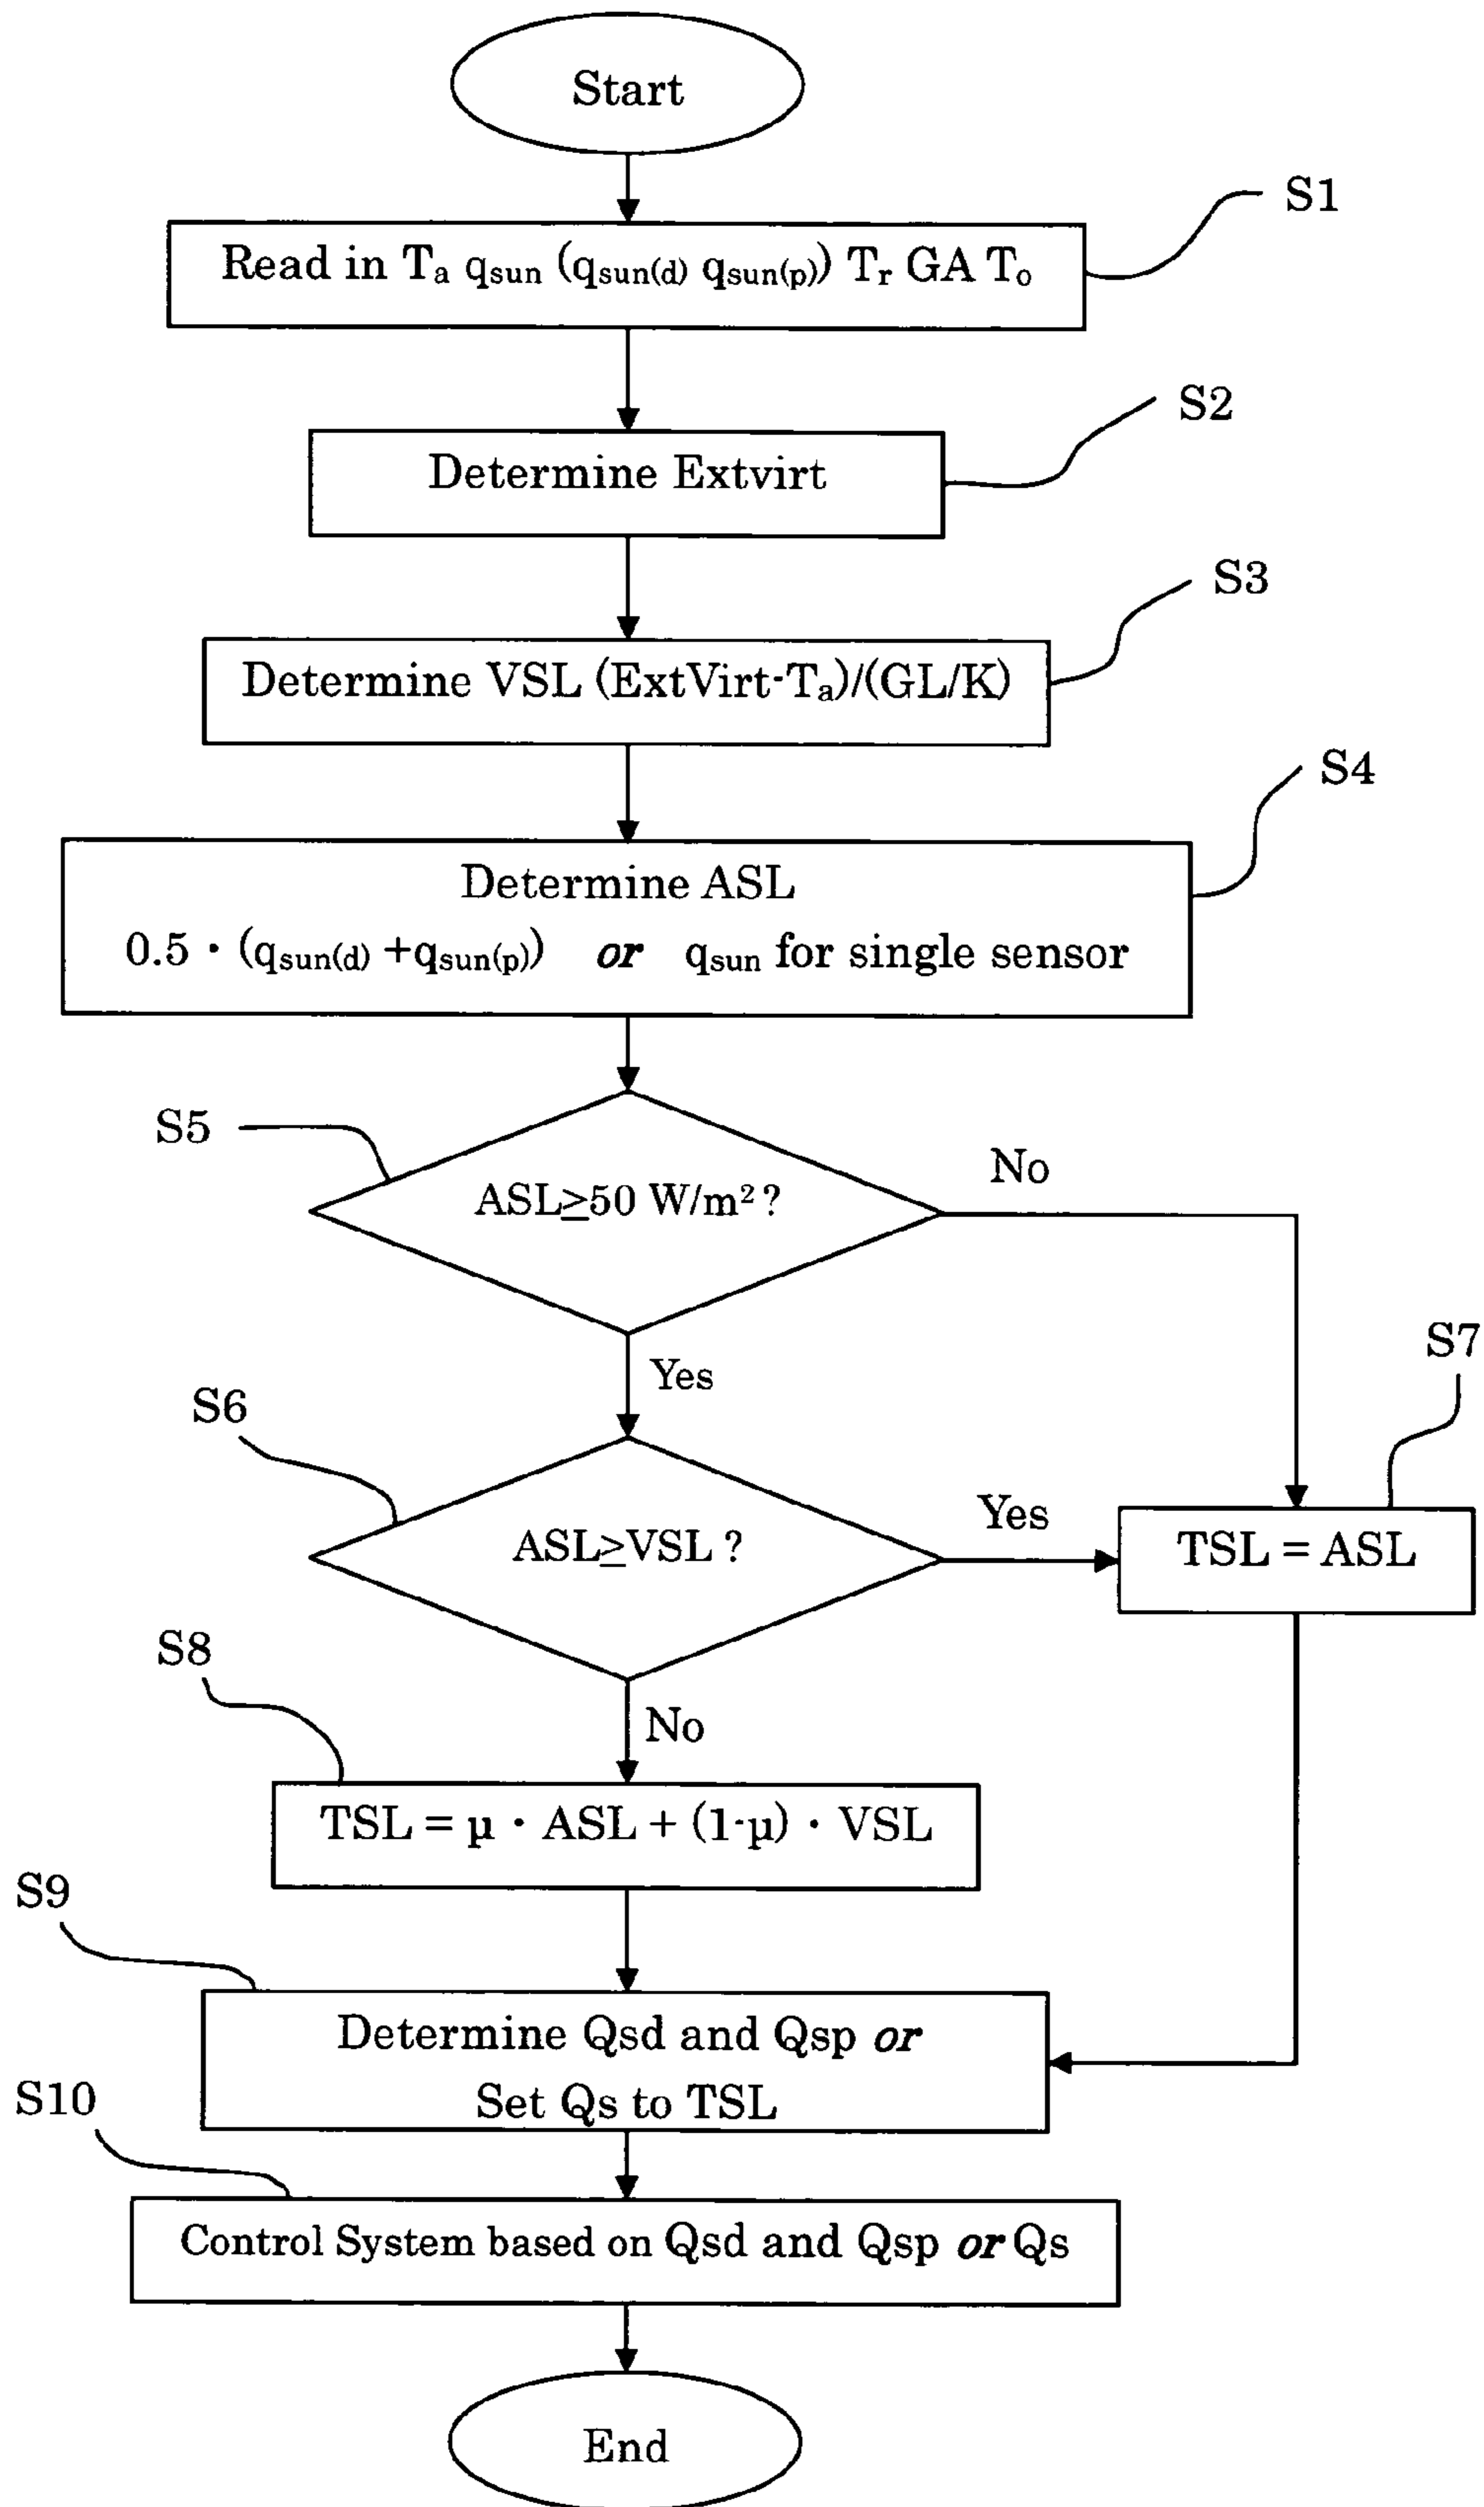 Start
S1
Read in Ta qsun (qsun(d) qsun(p)) Tr GA To
S2
Determine Extvirt
S3
Determine VSL (ExtVirt-Ta)/(GL/K)
S4
Determine ASL
0.5 · (qsun(d) +qsun(p)) or qsun for single sensor
S5
No
ASL≥50 W/m²?
S7
Yes
S6
Yes
ASL≥VSL ?
TSL = ASL
S8
No
TSL = μ · ASL + (1-μ) · VSL
S9
Determine Qsd and Qsp or
Set Qs to TSL
S10
Control System based on Qsd and Qsp or Qs
End